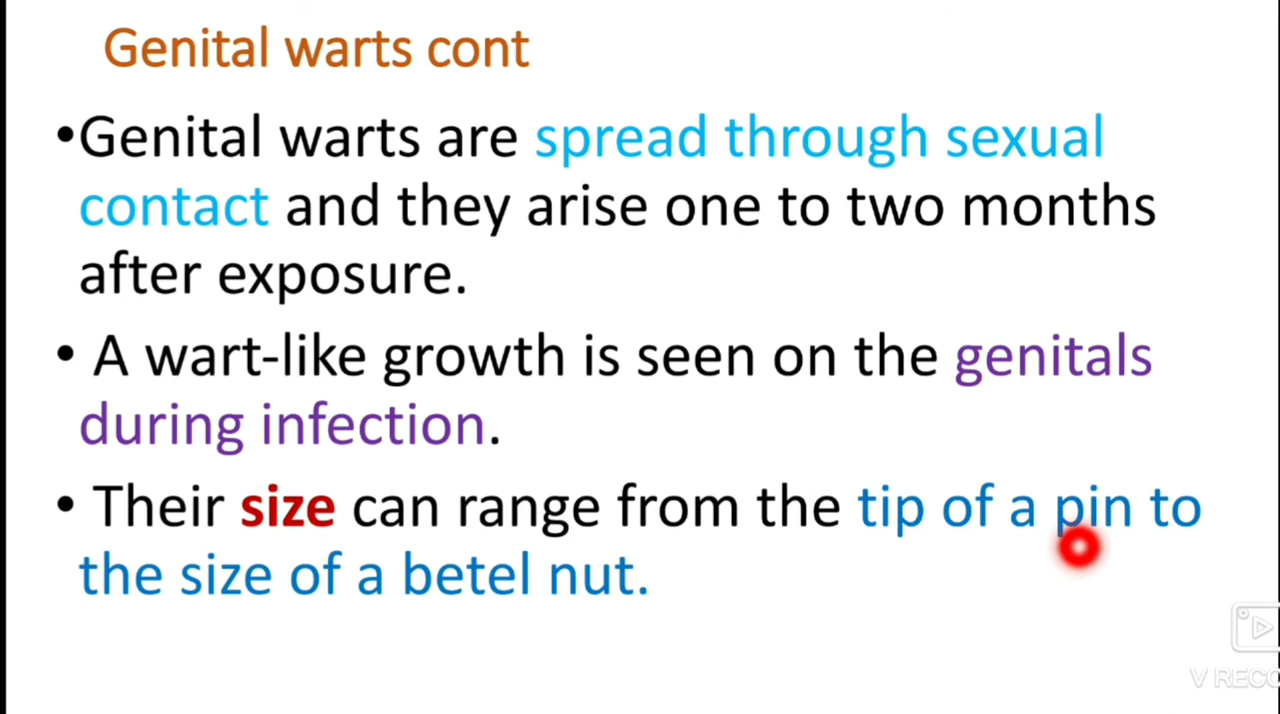 Genital warts cont
•Genital warts are spread through sexual
contact and they arise one to two months
after exposure.
• A wart-like growth is seen on the genitals
during infection.
• Their size can range from the tip of a pin to
the size of a betel nut.
V RECO